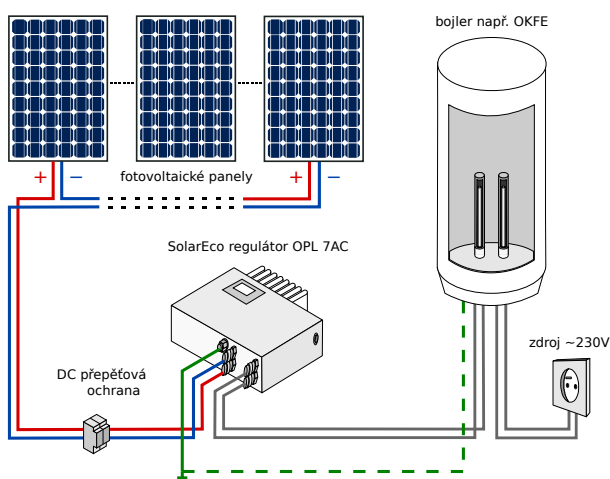 bojler např. OKFE
+ − fotovoltaické panely + −
SolarEco regulátor OPL 7AC
zdroj ~230V
DC přepěťová
ochrana